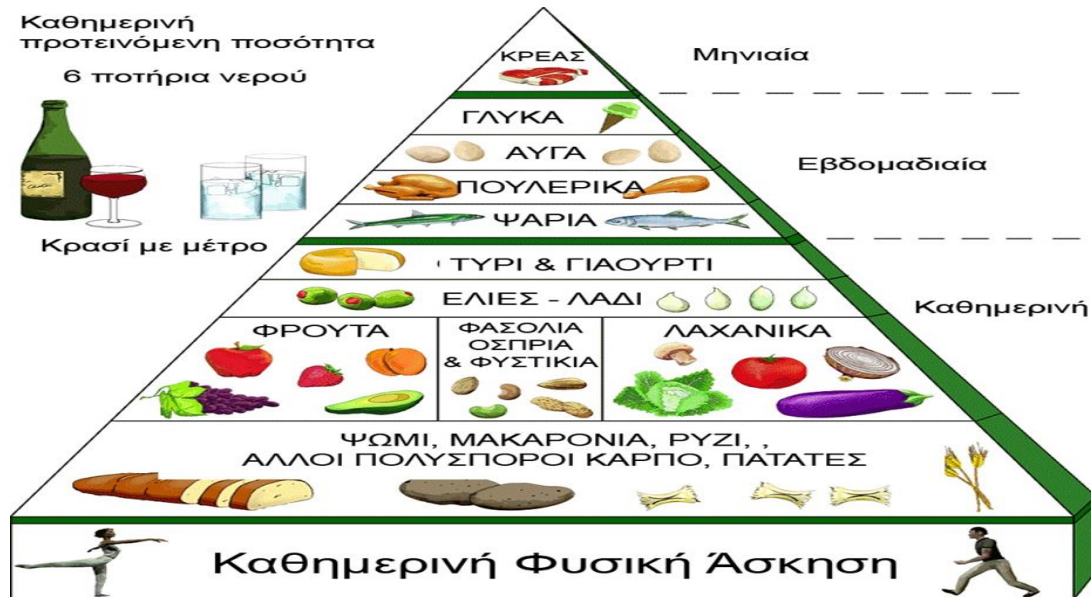 Καθημερινή
προτεινόμενη ποσότητα
6 ποτήρια νερού
Κρασί με μέτρο
ΚΡΕΑΣ
Μηνιαία
ΓΛΥΚΑ
ΑΥΓΑ
ΠΟΥΛΕΡΙΚΑ
ΨΑΡΙΑ
Εβδομαδιαία
ΤΥΡΙ & ΓΙΑΟΥΡΤΙ
ΕΛΙΕΣ - ΛΑΔΙ
Καθημερινή
ΦΡΟΥΤΑ
ΦΑΣΟΛΙΑ
ΟΣΠΡΙΑ
& ΦΥΣΤΙΚΙΑ
ΛΑΧΑΝΙΚΑ
ΨΩΜΙ, ΜΑΚΑΡΟΝΙΑ, ΡΥΖΙ, ,
ΑΛΛΟΙ ΠΟΛΥΣΠΟΡΟΙ ΚΑΡΠΟ, ΠΑΤΑΤΕΣ
Καθημερινή Φυσική Άσκηση